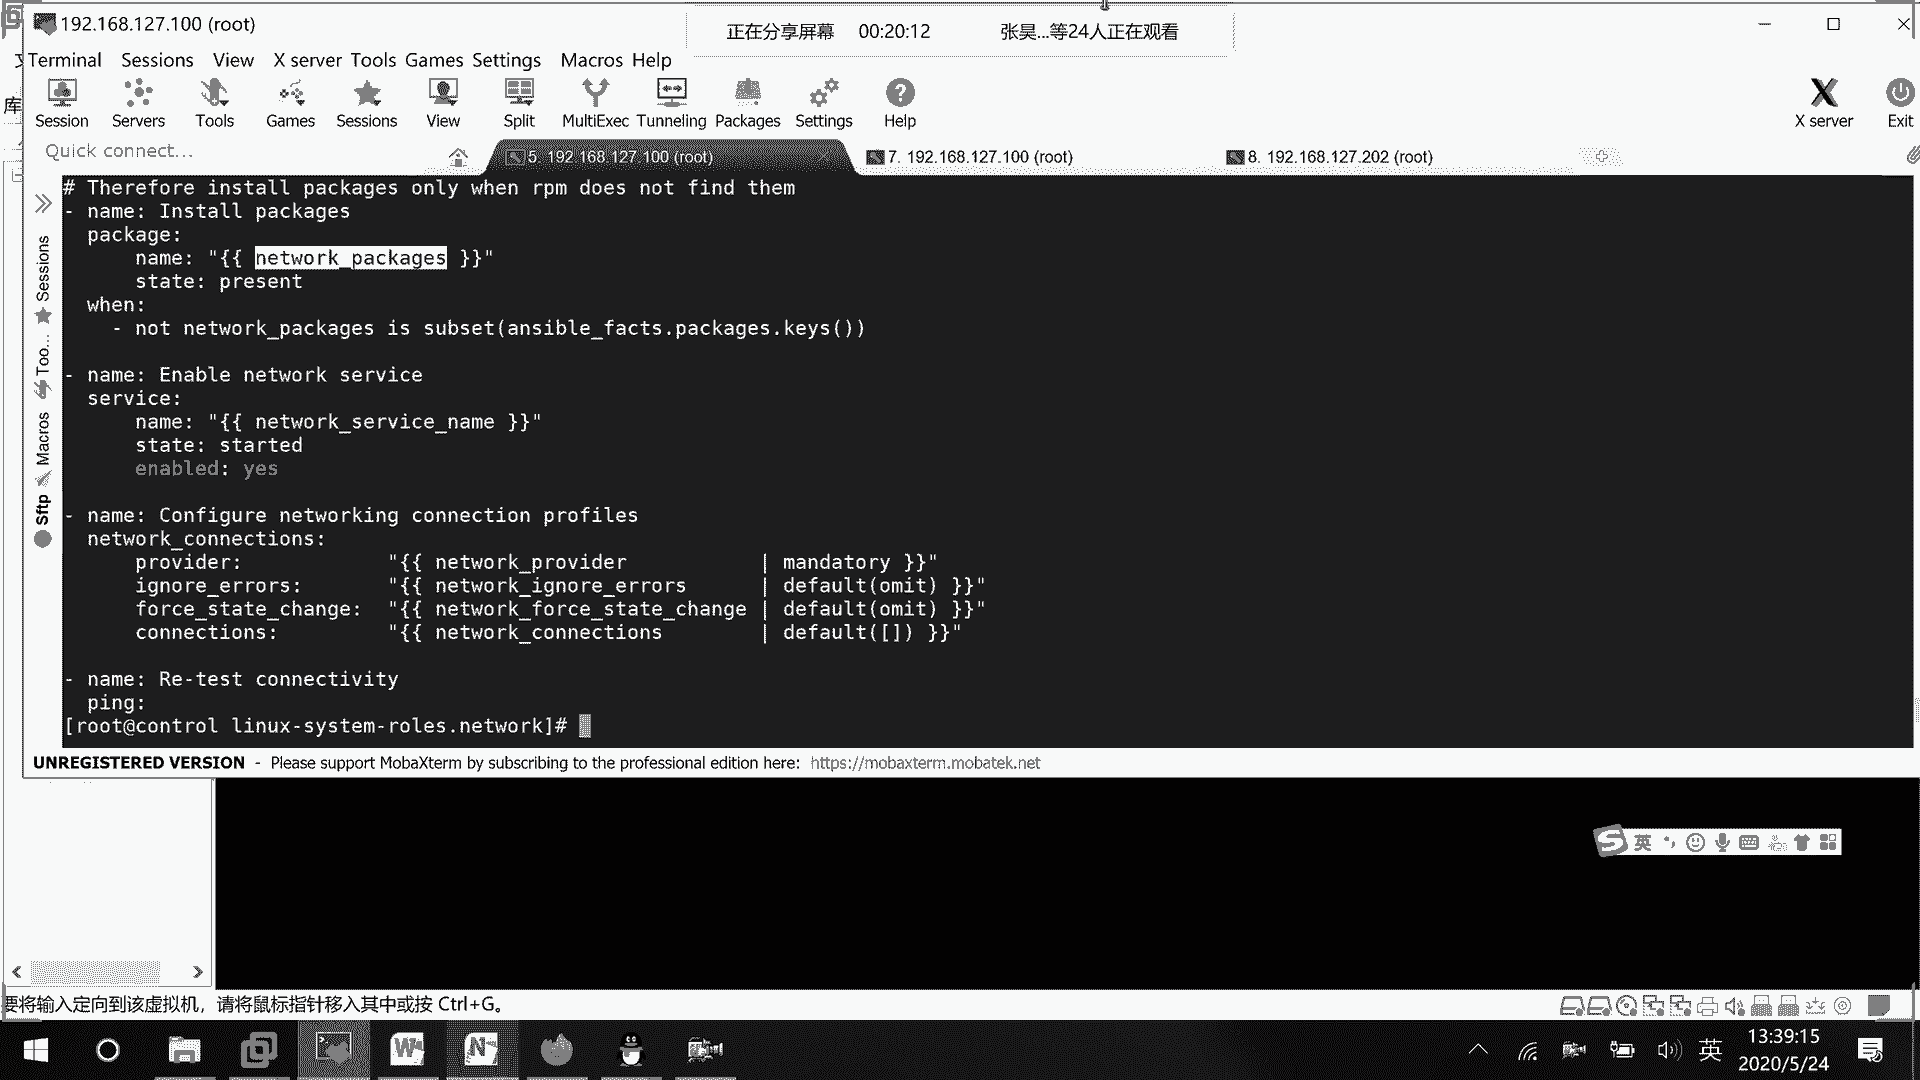 192.168.127.100 (root)
正在分享屏幕 00:20:12 张昊...等24人正在观看
Terminal Sessions View X server Tools Games Settings Macros Help
Session Servers Tools Games Sessions View Split MultiExec Tunneling Packages Settings Help X server Exit
库
Quick connect...
5. 192.168.127.100 (root)
7. 192.168.127.100 (root)
8. 192.168.127.202 (root)
Sessions
Too...
Macros
Sftp
# Therefore install packages only when rpm does not find them
- name: Install packages
  package:
      name: "{{ network_packages }}"
      state: present
  when:
    - not network_packages is subset(ansible_facts.packages.keys())
- name: Enable network service
  service:
      name: "{{ network_service_name }}"
      state: started
      enabled: yes
- name: Configure networking connection profiles
  network_connections:
      provider:            "{{ network_provider           | mandatory }}"
      ignore_errors:       "{{ network_ignore_errors      | default(omit) }}"
      force_state_change:  "{{ network_force_state_change | default(omit) }}"
      connections:         "{{ network_connections        | default([]) }}"
- name: Re-test connectivity
  ping:
[root@control linux-system-roles.network]#
UNREGISTERED VERSION - Please support MobaXterm by subscribing to the professional edition here: https://mobaxterm.mobatek.net
英
要将输入定向到该虚拟机，请将鼠标指针移入其中或按 Ctrl+G。
英
13:39:15
2020/5/24